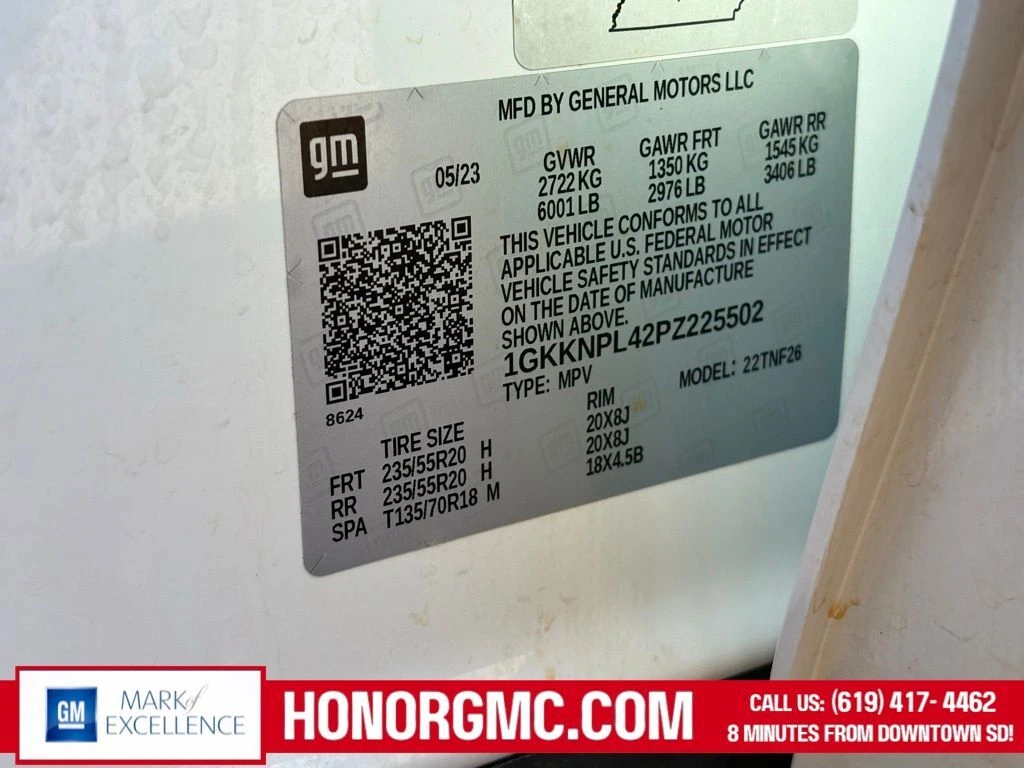 MFD BY GENERAL MOTORS LLC
gm
05/23
GVWR
2722 KG
6001 LB
GAWR FRT
1350 KG
2976 LB
GAWR RR
1545 KG
3406 LB
THIS VEHICLE CONFORMS TO ALL
APPLICABLE U.S. FEDERAL MOTOR
VEHICLE SAFETY STANDARDS IN EFFECT
ON THE DATE OF MANUFACTURE
SHOWN ABOVE.
1GKKNPL42PZ225502
TYPE: MPV
MODEL: 22TNF26
8624
TIRE SIZE
RIM
FRT 235/55R20 H 20X8J
RR 235/55R20 H 20X8J
SPA T135/70R18 M 18X4.5B
GM
MARK of
EXCELLENCE
HONORGMC.COM
CALL US: (619) 417- 4462
8 MINUTES FROM DOWNTOWN SD!